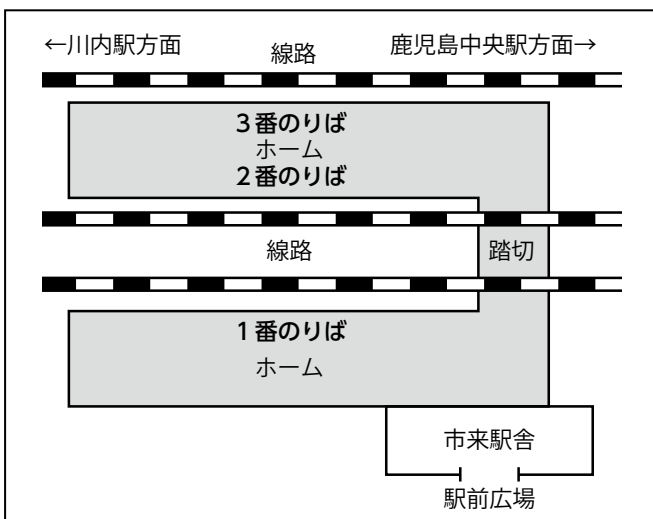 ←川内駅方面 線路 鹿児島中央駅方面→
3番のりば
ホーム
2番のりば
線路 踏切
1番のりば
ホーム
市来駅舎
駅前広場